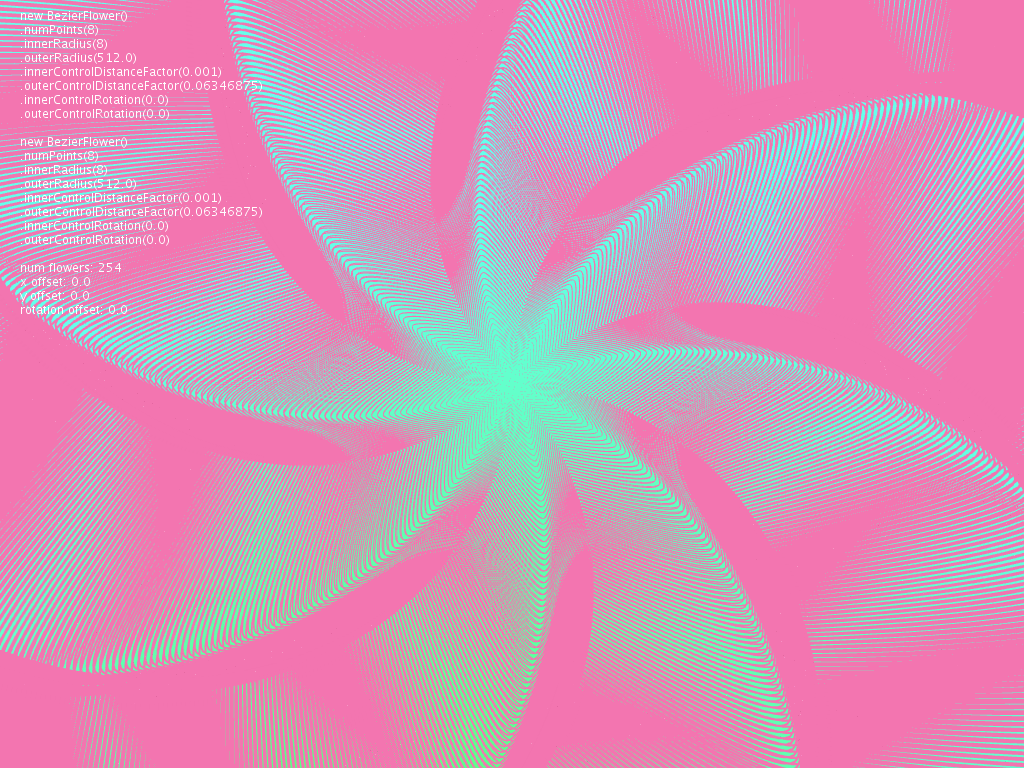 new BezierFlower()
.numPoints(8)
.innerRadius(8)
.outerRadius(512.0)
.innerControlDistanceFactor(0.001)
.outerControlDistanceFactor(0.06346875)
.innerControlRotation(0.0)
.outerControlRotation(0.0)
new BezierFlower()
.numPoints(8)
.innerRadius(8)
.outerRadius(512.0)
.innerControlDistanceFactor(0.001)
.outerControlDistanceFactor(0.06346875)
.innerControlRotation(0.0)
.outerControlRotation(0.0)
num flowers: 254
x offset: 0.0
y offset: 0.0
rotation offset: 0.0